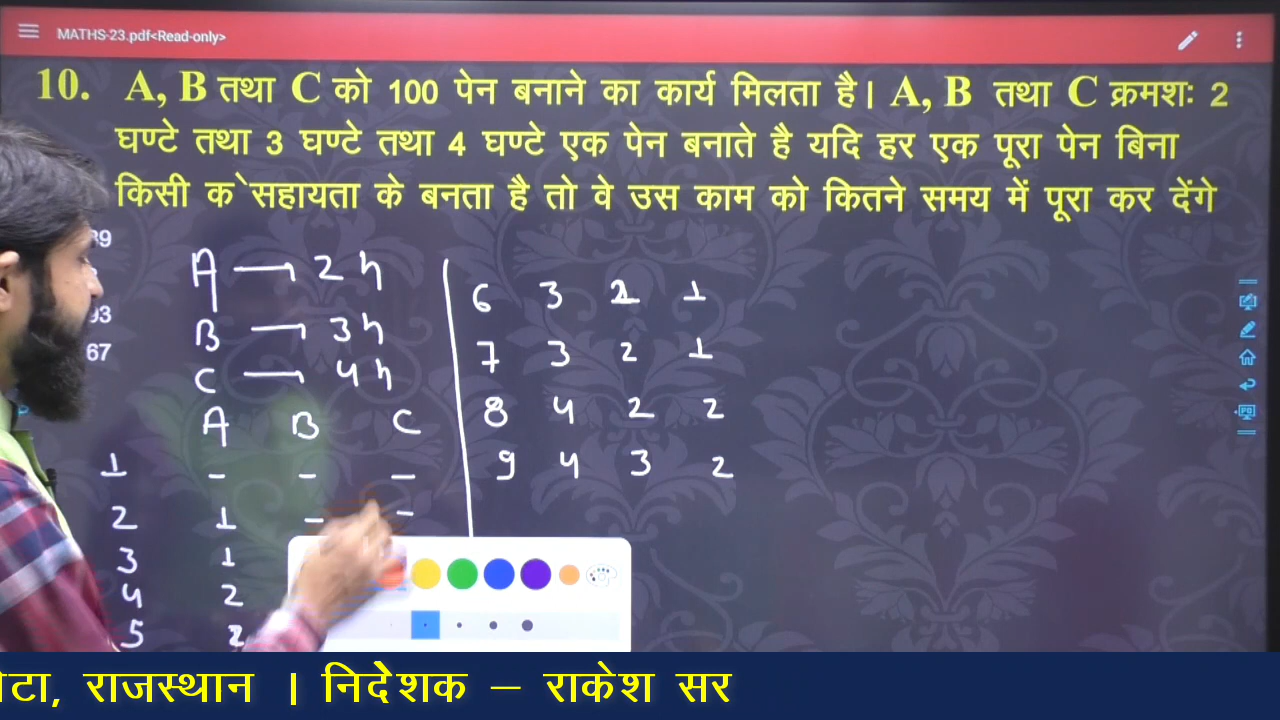 MATHS-23.pdf<Read-only>
10. A, B तथा C को 100 पेन बनाने का कार्य मिलता है। A, B तथा C क्रमशः 2
घण्टे तथा 3 घण्टे तथा 4 घण्टे एक पेन बनाते है यदि हर एक पूरा पेन बिना
किसी क`े सहायता के बनता है तो वे उस काम को कितने समय में पूरा कर देंगे
93
67
A — 2 h
B — 3 h
C — 4 h
A B C
1 - - -
2 1 - -
3 1
4 2
5 2
6 3 2 1
7 3 2 1
8 4 2 2
9 4 3 2
राजस्थान । निदेशक – राकेश सर